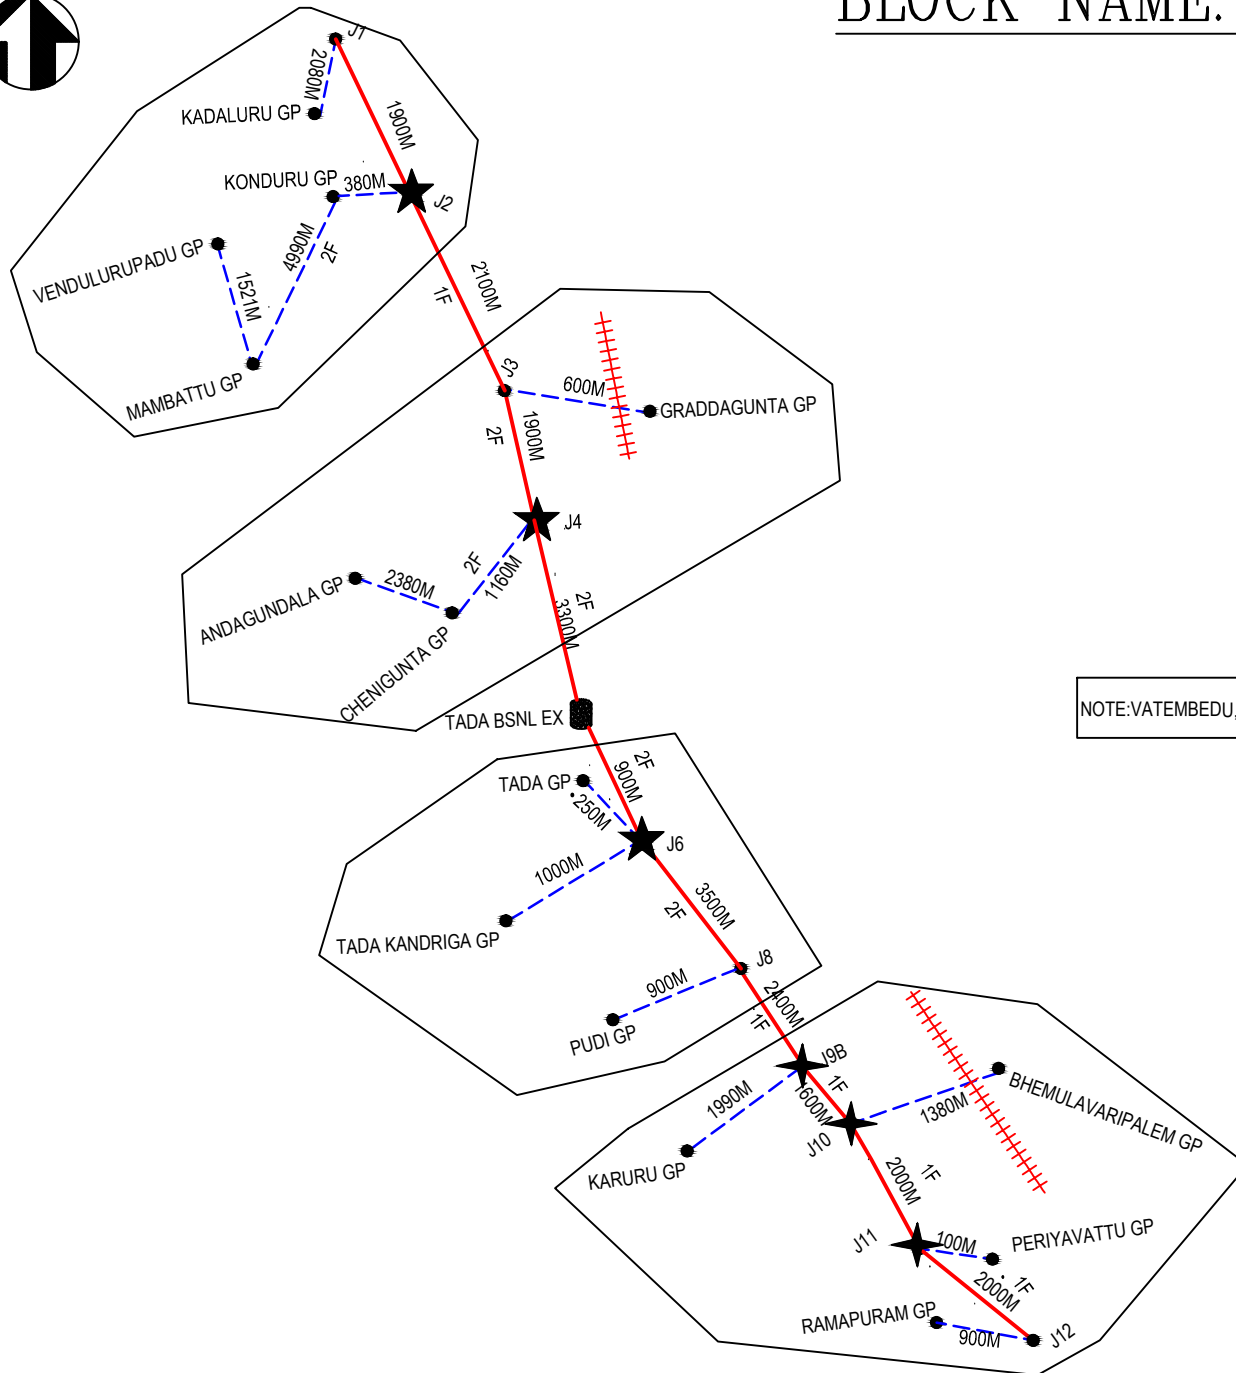 BLOCK NAME:
J1
2080M
KADALURU GP
1900M
KONDURU GP
380M
J2
VENDULURUPADU GP
4990M
2F
1521M
2100M
1F
MAMBATTU GP
J3
600M
GRADDAGUNTA GP
1900M
2F
J4
2F
1160M
2380M
ANDAGUNDALA GP
CHENIGUNTA GP
2F
3300M
TADA BSNL EX
NOTE:VATEMBEDU,
2F
900M
TADA GP
250M
J6
1000M
TADA KANDRIGA GP
3500M
2F
J8
900M
PUDI GP
2400M
1F
J9B
1F
1990M
1600M
KARURU GP
J10
1380M
BHEMULAVARIPALEM GP
2000M
1F
J11
100M
PERIYAVATTU GP
1F
2000M
RAMAPURAM GP
900M
J12